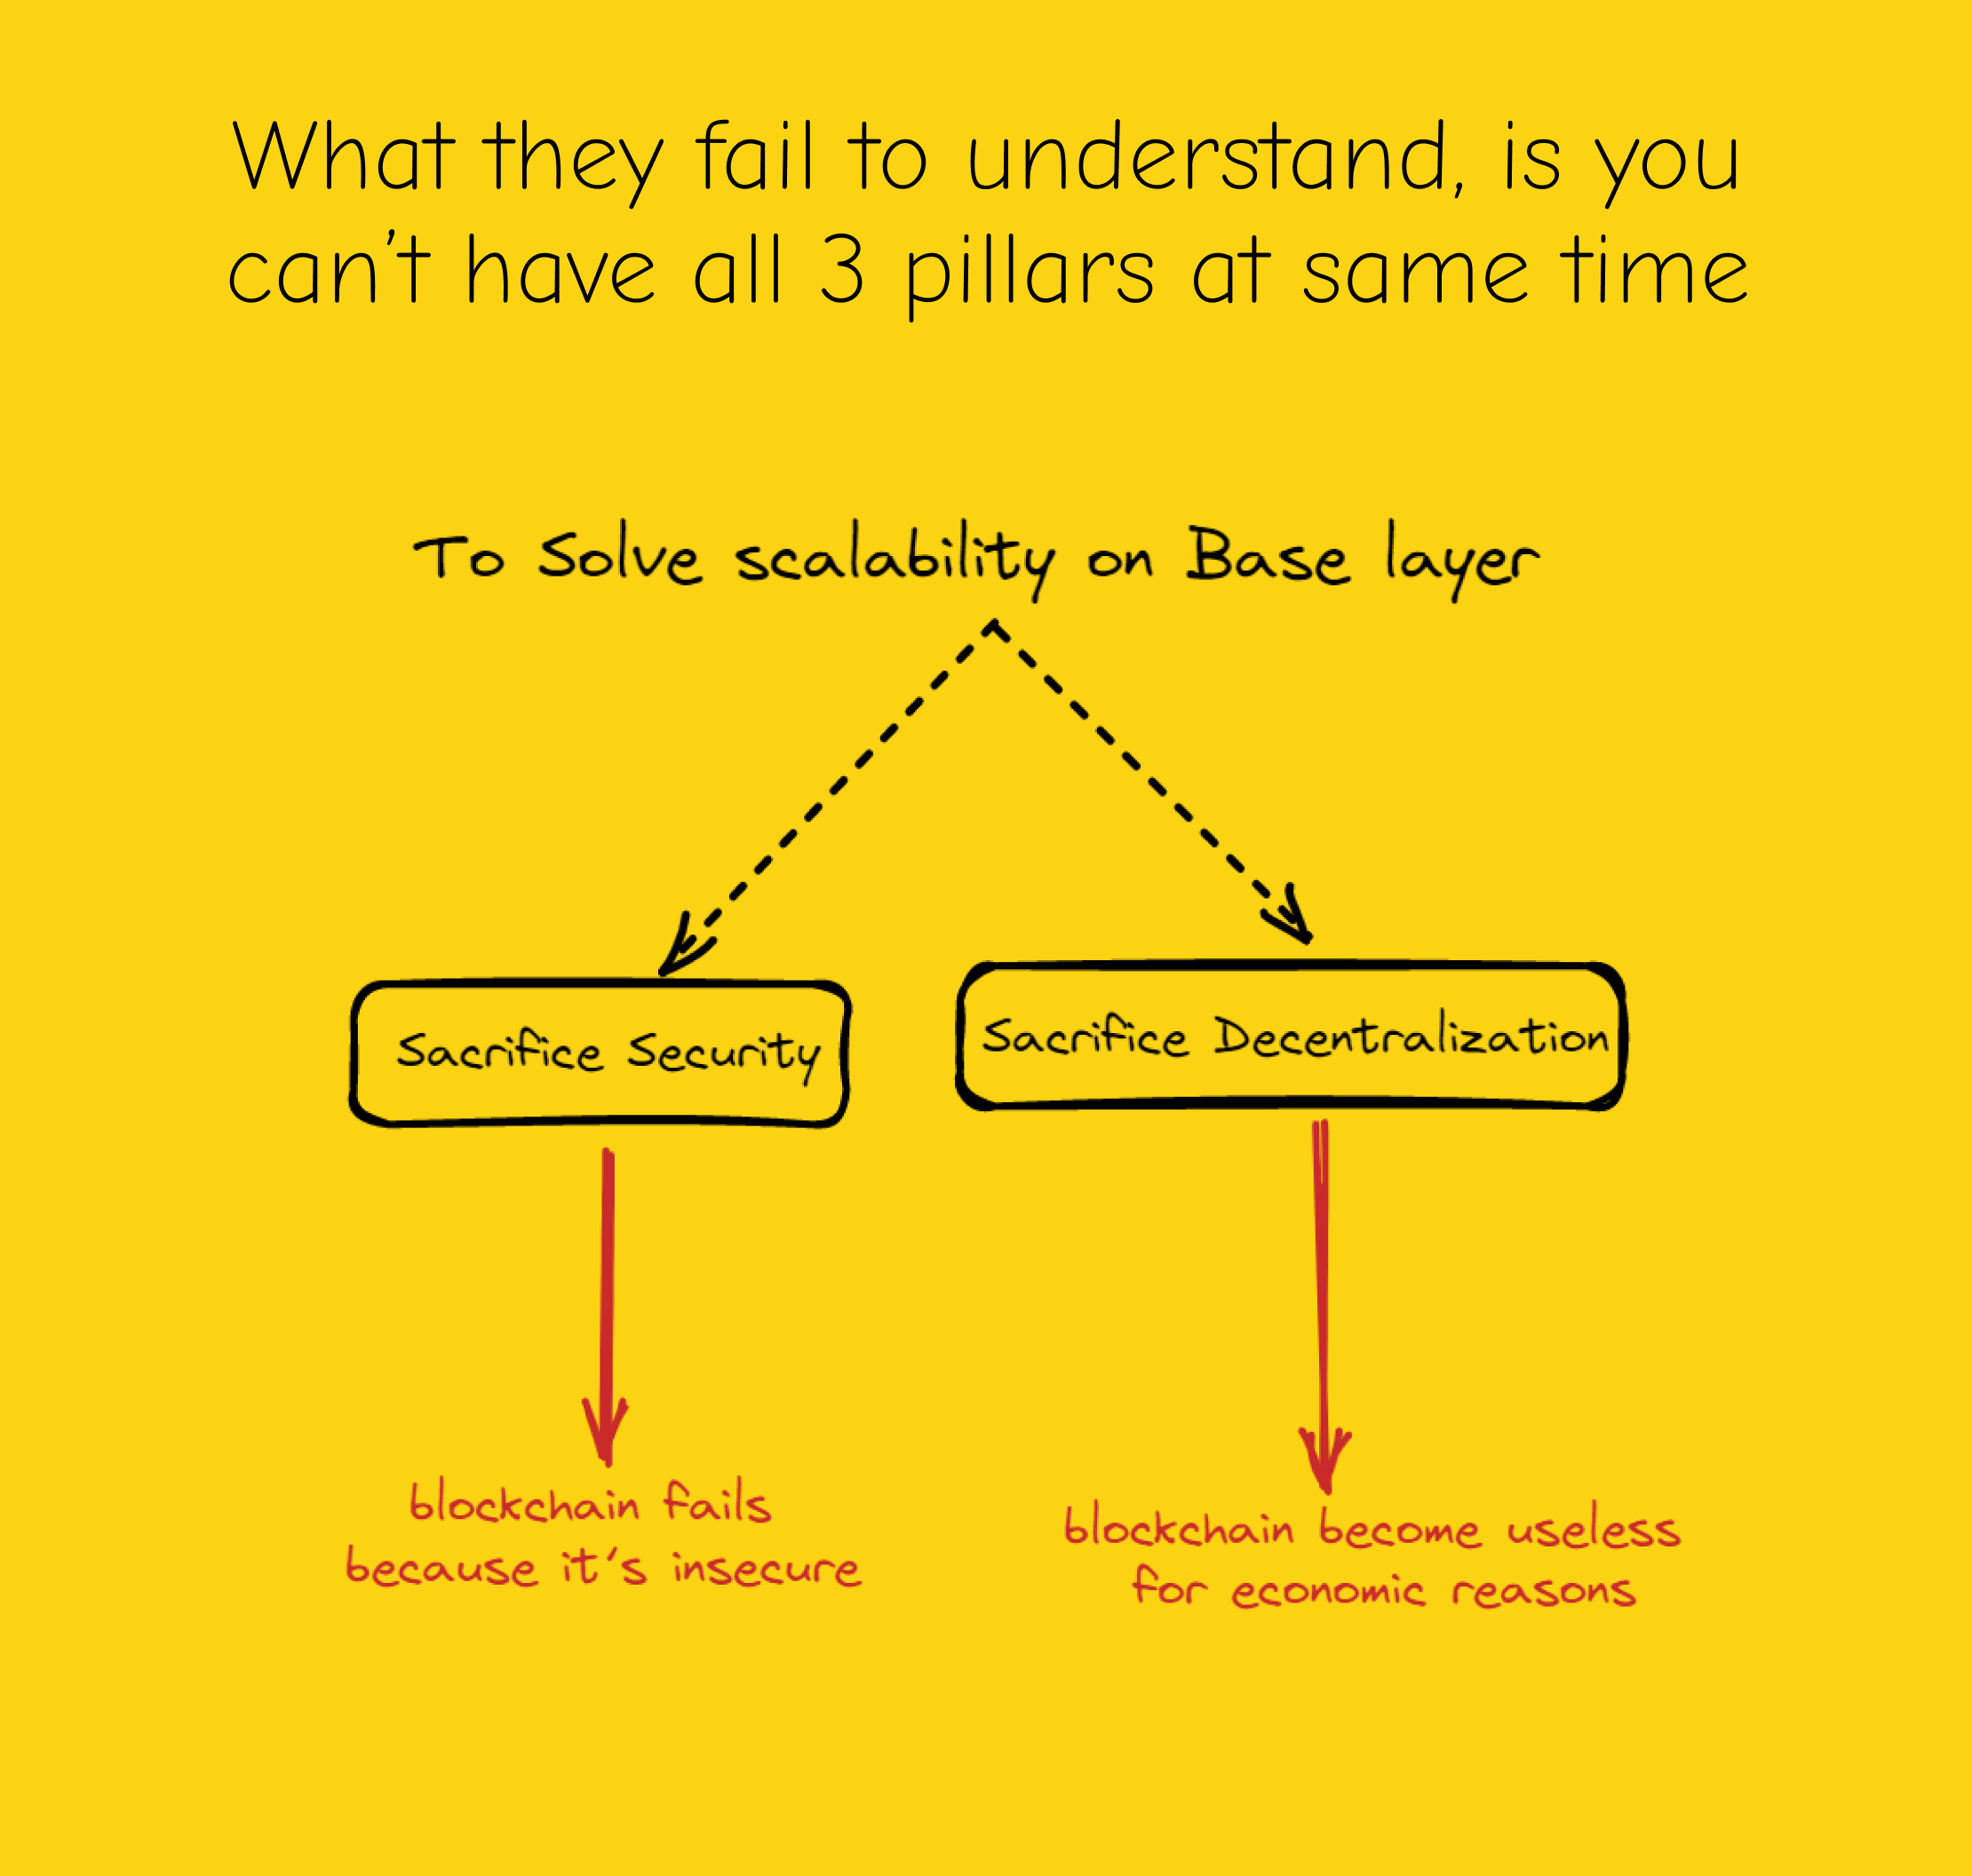 What they fail to understand, is you
can't have all 3 pillars at same time
To Solve scalability on Base layer
Sacrifice Security
Sacrifice Decentralization
blockchain fails
because it's insecure
blockchain become useless
for economic reasons